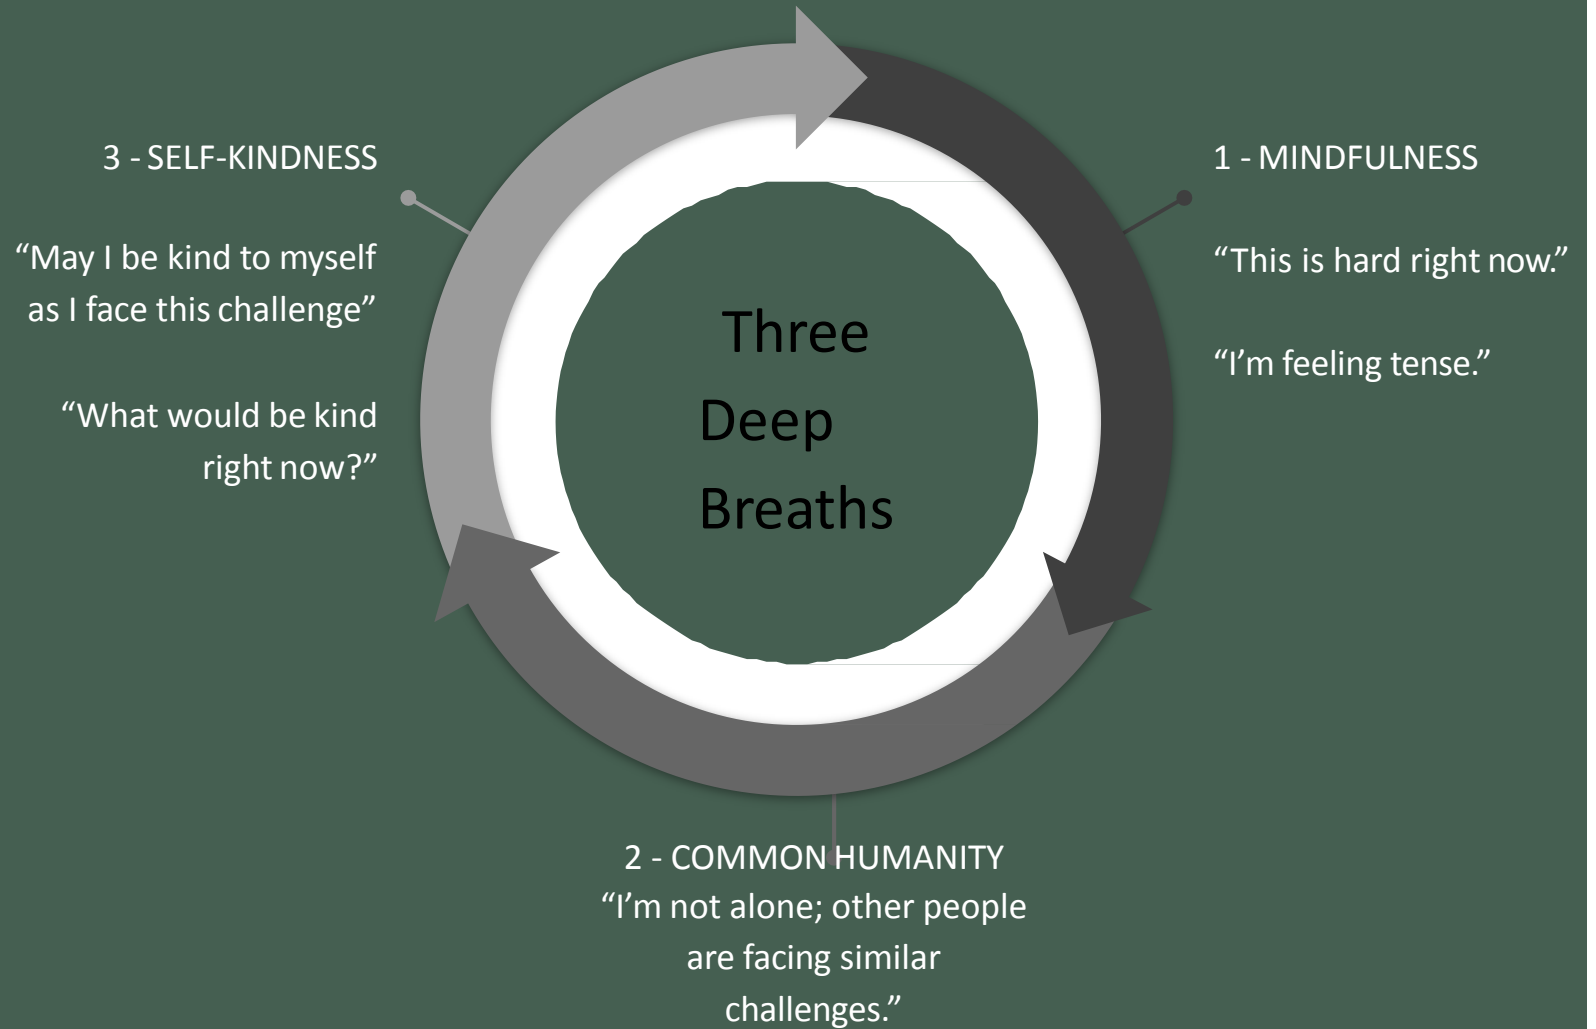 1 - MINDFULNESS
“This is hard right now.”
“I’m feeling tense.”
2 - COMMON HUMANITY
“I’m not alone; other people
are facing similar
challenges.”
3 - SELF-KINDNESS
“May I be kind to myself
as I face this challenge”
“What would be kind
right now?”
Three
Deep
Breaths